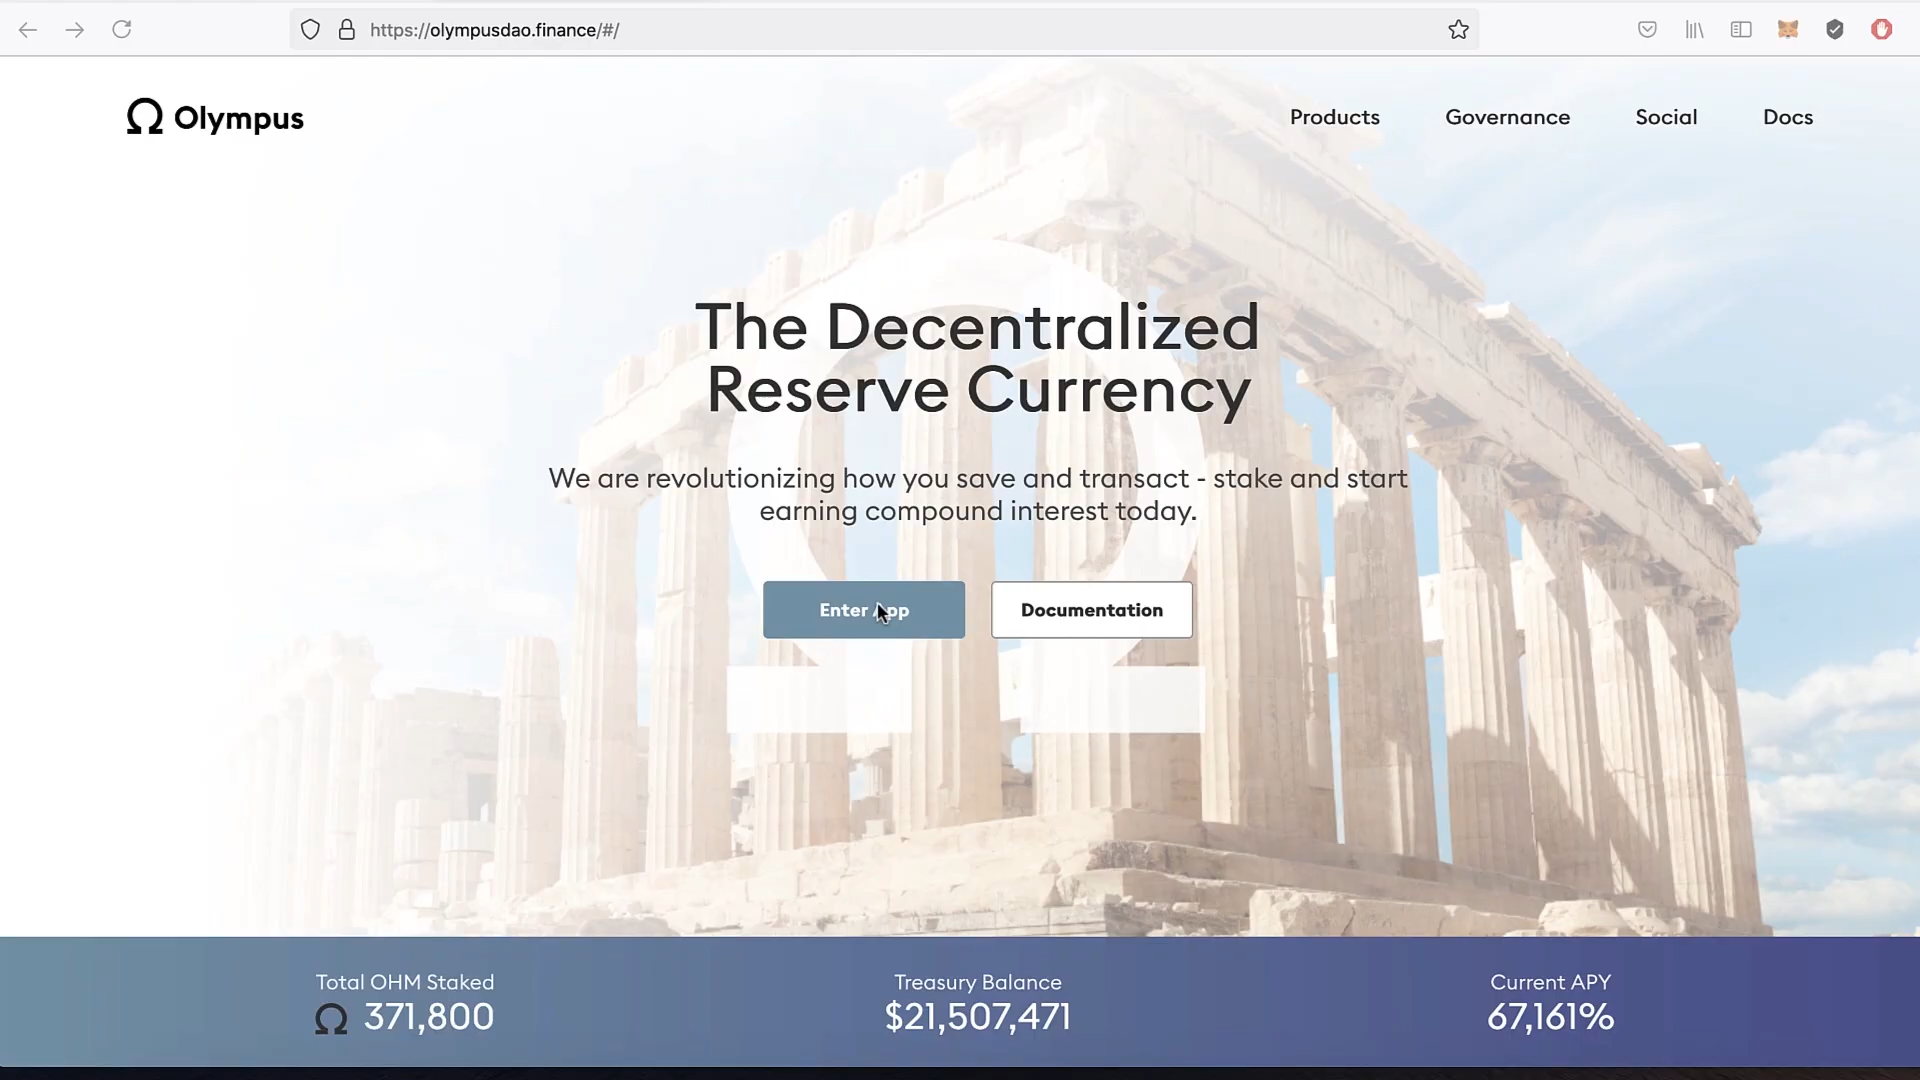 https://olympusdao.finance/#/
Olympus
Products
Governance
Social
Docs
The Decentralized
Reserve Currency
We are revolutionizing how you save and transact - stake and start
earning compound interest today.
Enter App
Documentation
Total OHM Staked
371,800
Treasury Balance
$21,507,471
Current APY
67,161%